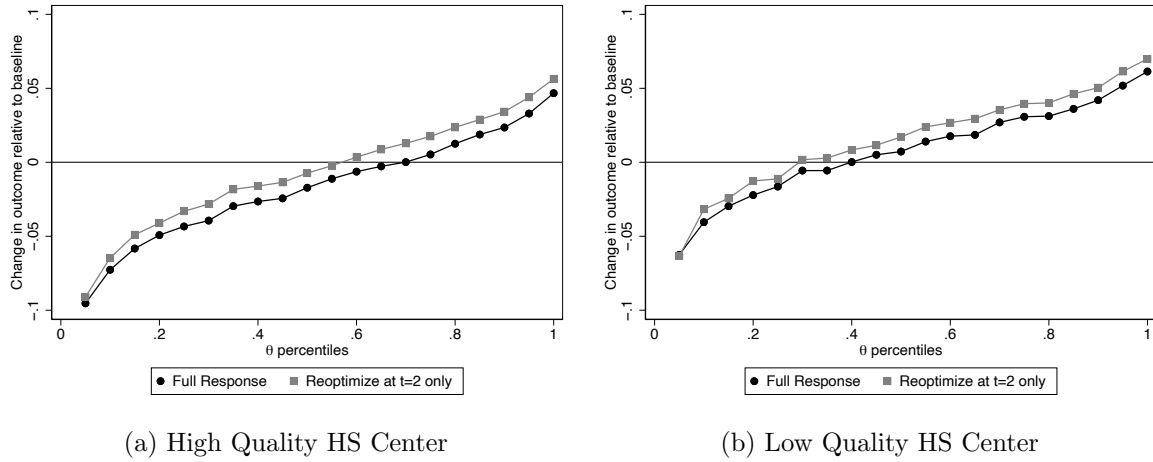 Change in outcome relative to baseline
.1
.05
0
-.05
-.1
0 .2 .4 .6 .8 1
θ percentiles
Full Response Reoptimize at t=2 only
(a) High Quality HS Center
Change in outcome relative to baseline
.1
.05
0
-.05
-.1
0 .2 .4 .6 .8 1
θ percentiles
Full Response Reoptimize at t=2 only
(b) Low Quality HS Center